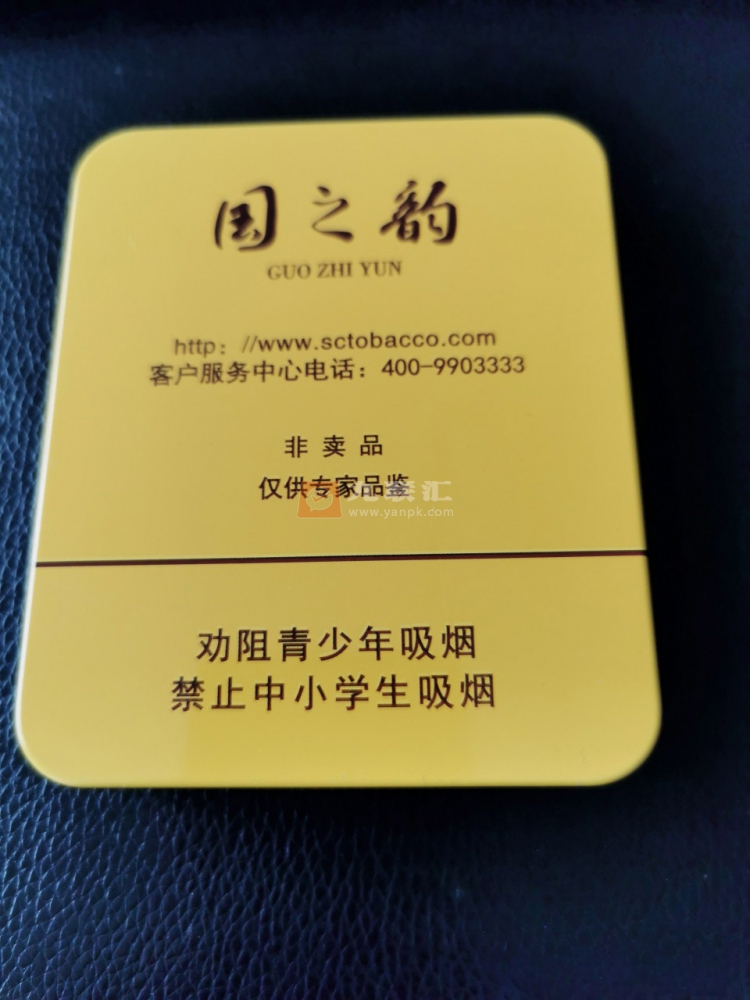 国之韵
GUO ZHI YUN
http: //www.sctobacco.com
客户服务中心电话：400-9903333
非卖品
仅供专家品鉴
www.yanpk.com
劝阻青少年吸烟
禁止中小学生吸烟